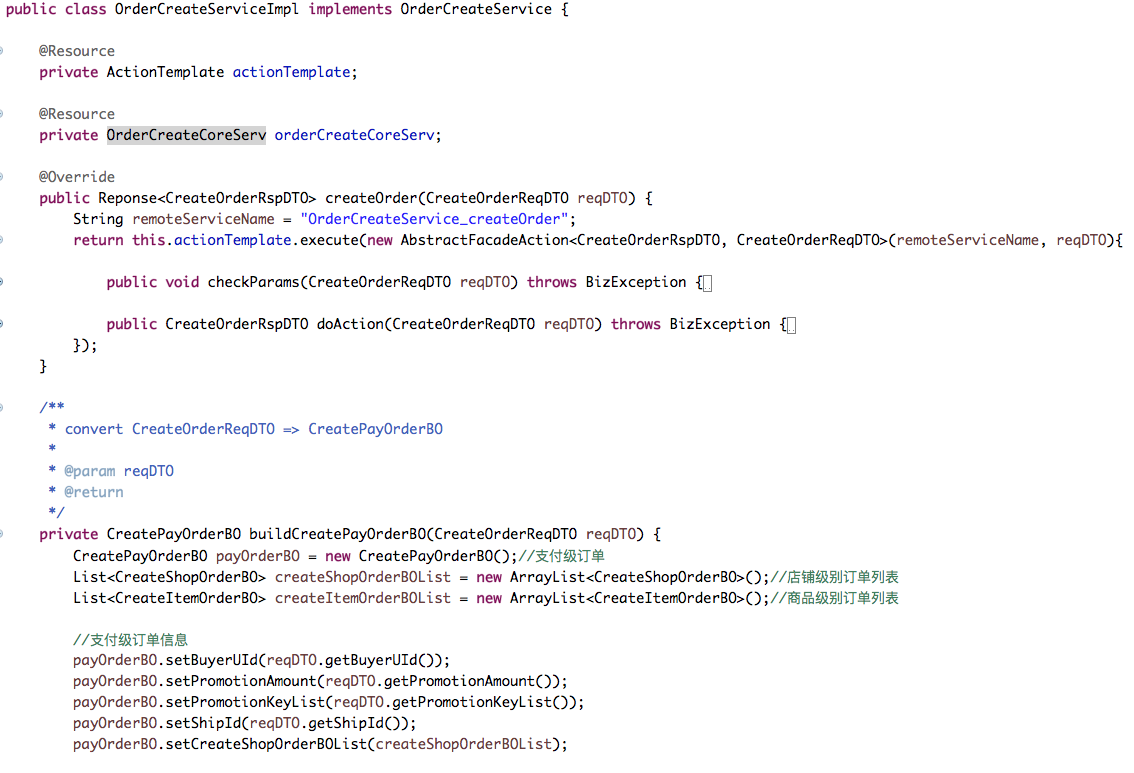 public class OrderCreateServiceImpl implements OrderCreateService {
@Resource
private ActionTemplate actionTemplate;
@Resource
private OrderCreateCoreServ orderCreateCoreServ;
@Override
public Reponse<CreateOrderRspDTO> createOrder(CreateOrderReqDTO reqDTO) {
String remoteServiceName = "OrderCreateService_createOrder";
return this.actionTemplate.execute(new AbstractFacadeAction<CreateOrderRspDTO, CreateOrderReqDTO>(remoteServiceName, reqDTO){
public void checkParams(CreateOrderReqDTO reqDTO) throws BizException {
public CreateOrderRspDTO doAction(CreateOrderReqDTO reqDTO) throws BizException {
});
}
/**
* convert CreateOrderReqDTO => CreatePayOrderBO
*
* @param reqDTO
* @return
*/
private CreatePayOrderBO buildCreatePayOrderBO(CreateOrderReqDTO reqDTO) {
CreatePayOrderBO payOrderBO = new CreatePayOrderBO();//支付级订单
List<CreateShopOrderBO> createShopOrderBOList = new ArrayList<CreateShopOrderBO>();//店铺级别订单列表
List<CreateItemOrderBO> createItemOrderBOList = new ArrayList<CreateItemOrderBO>();//商品级别订单列表
//支付级订单信息
payOrderBO.setBuyerUId(reqDTO.getBuyerUId());
payOrderBO.setPromotionAmount(reqDTO.getPromotionAmount());
payOrderBO.setPromotionKeyList(reqDTO.getPromotionKeyList());
payOrderBO.setShipId(reqDTO.getShipId());
payOrderBO.setCreateShopOrderBOList(createShopOrderBOList);